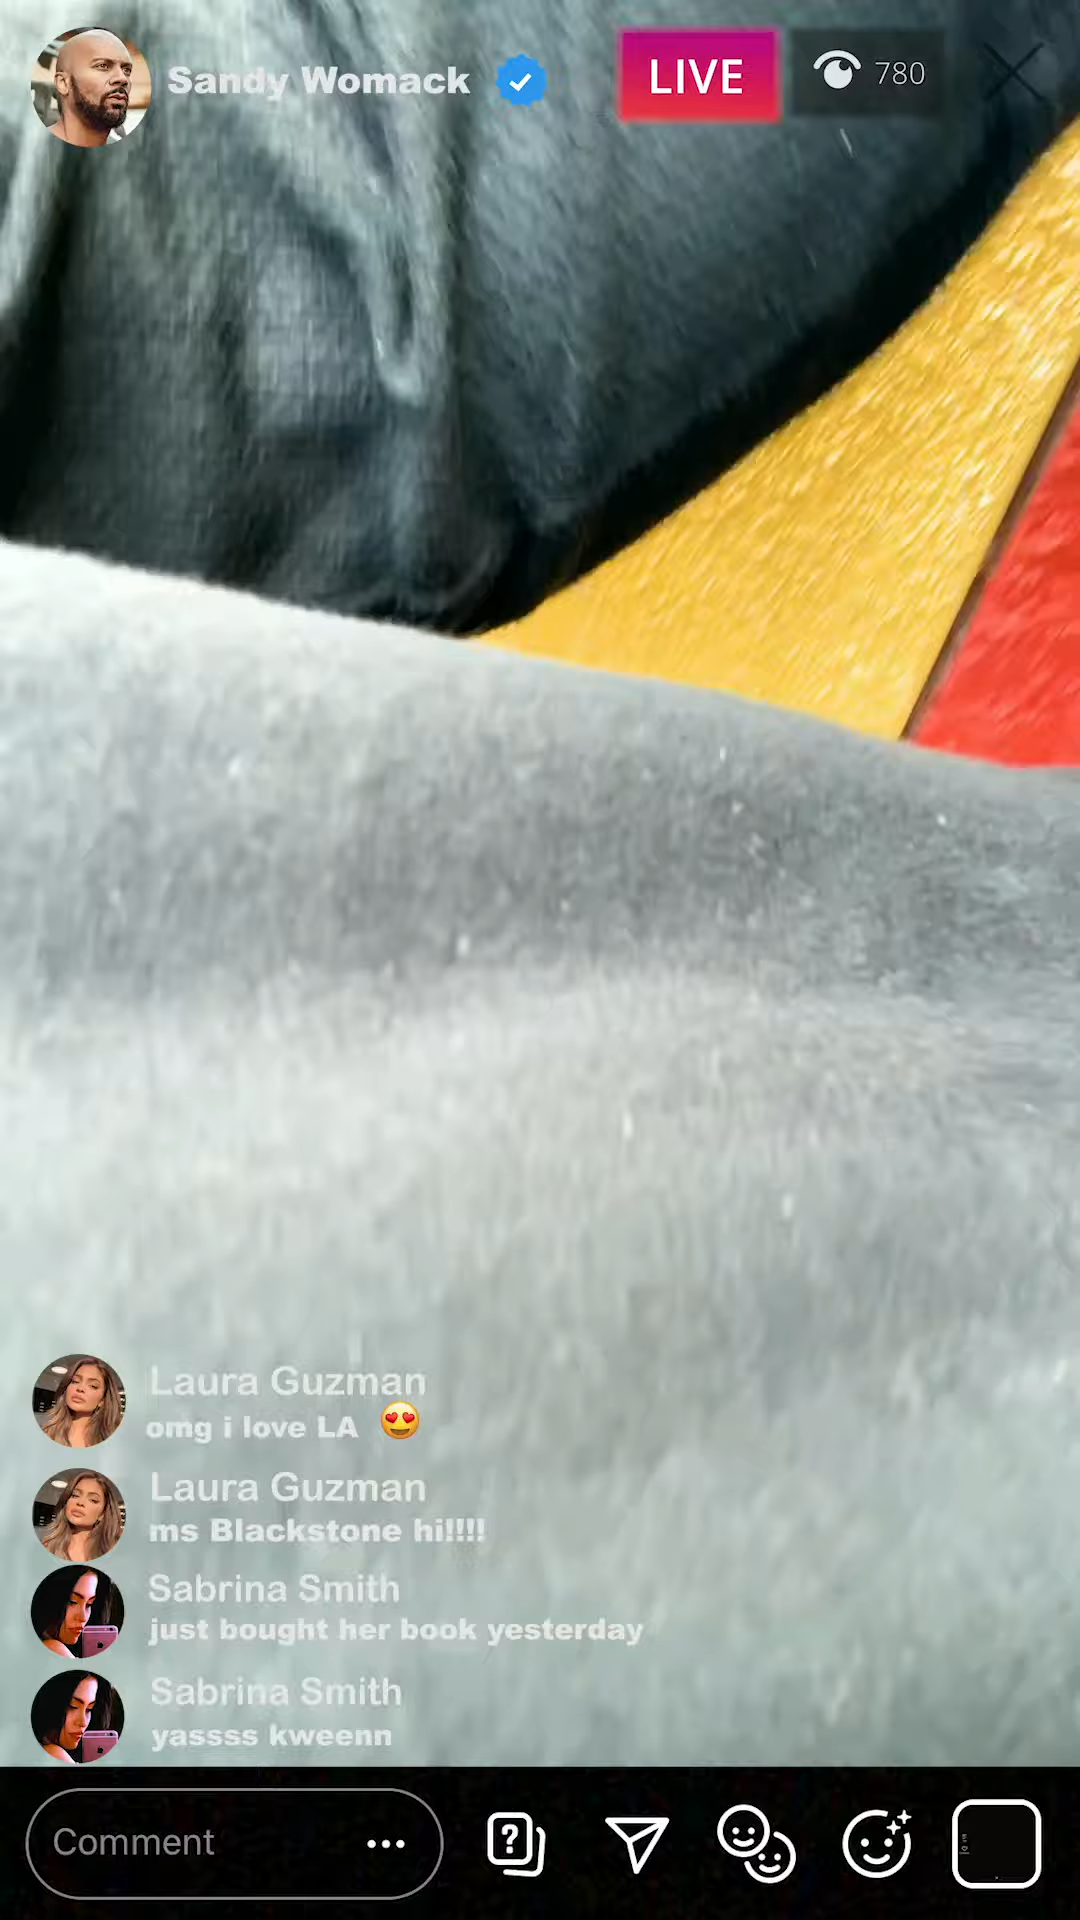 Sandy Womack
LIVE
780
Laura Guzman
omg i love LA 😍
Laura Guzman
ms Blackstone hi!!!!
Sabrina Smith
just bought her book yesterday
Sabrina Smith
yassss kweenn
Comment